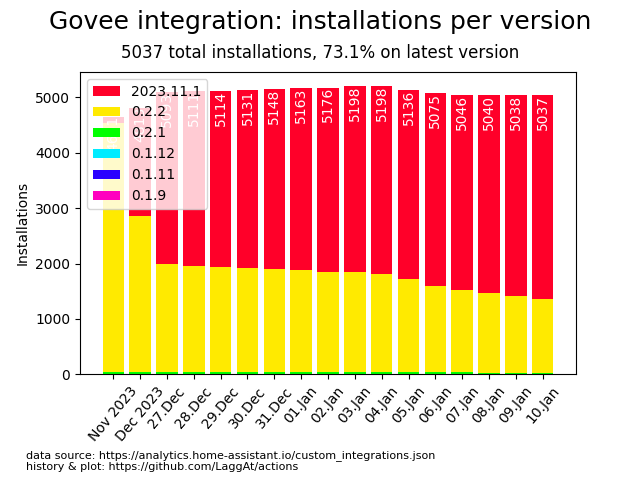 Govee integration: installations per version
5037 total installations, 73.1% on latest version
Installations
5000
4000
3000
2000
1000
0
2023.11.1
0.2.2
0.2.1
0.1.12
0.1.11
0.1.9
5114
5131
5148
5163
5176
5198
5198
5136
5075
5046
5040
5038
5037
Nov 2023
Dec 2023
27.Dec
28.Dec
29.Dec
30.Dec
31.Dec
01.Jan
02.Jan
03.Jan
04.Jan
05.Jan
06.Jan
07.Jan
08.Jan
09.Jan
10.Jan
data source: https://analytics.home-assistant.io/custom_integrations.json
history & plot: https://github.com/LaggAt/actions